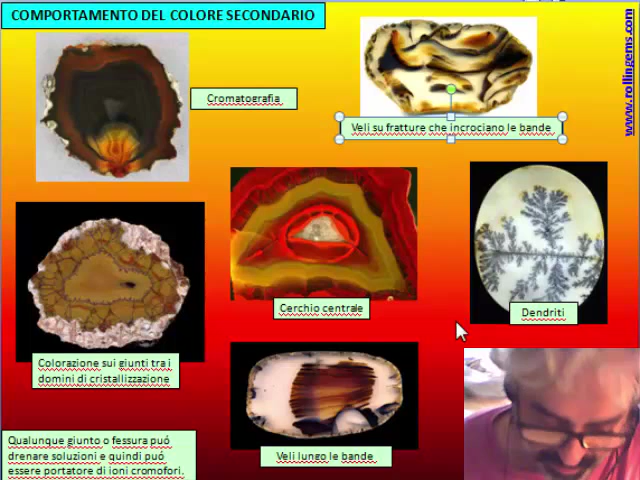 COMPORTAMENTO DEL COLORE SECONDARIO
www.rollingems.com
Cromatografia
Veli su fratture che incrociano le bande
Cerchio centrale
Dendriti
Colorazione sui giunti tra i
domini di cristallizzazione
Veli lungo le bande
Qualunque giunto o fessura puó
drenare soluzioni e quindi puó
essere portatore di ioni cromofori.